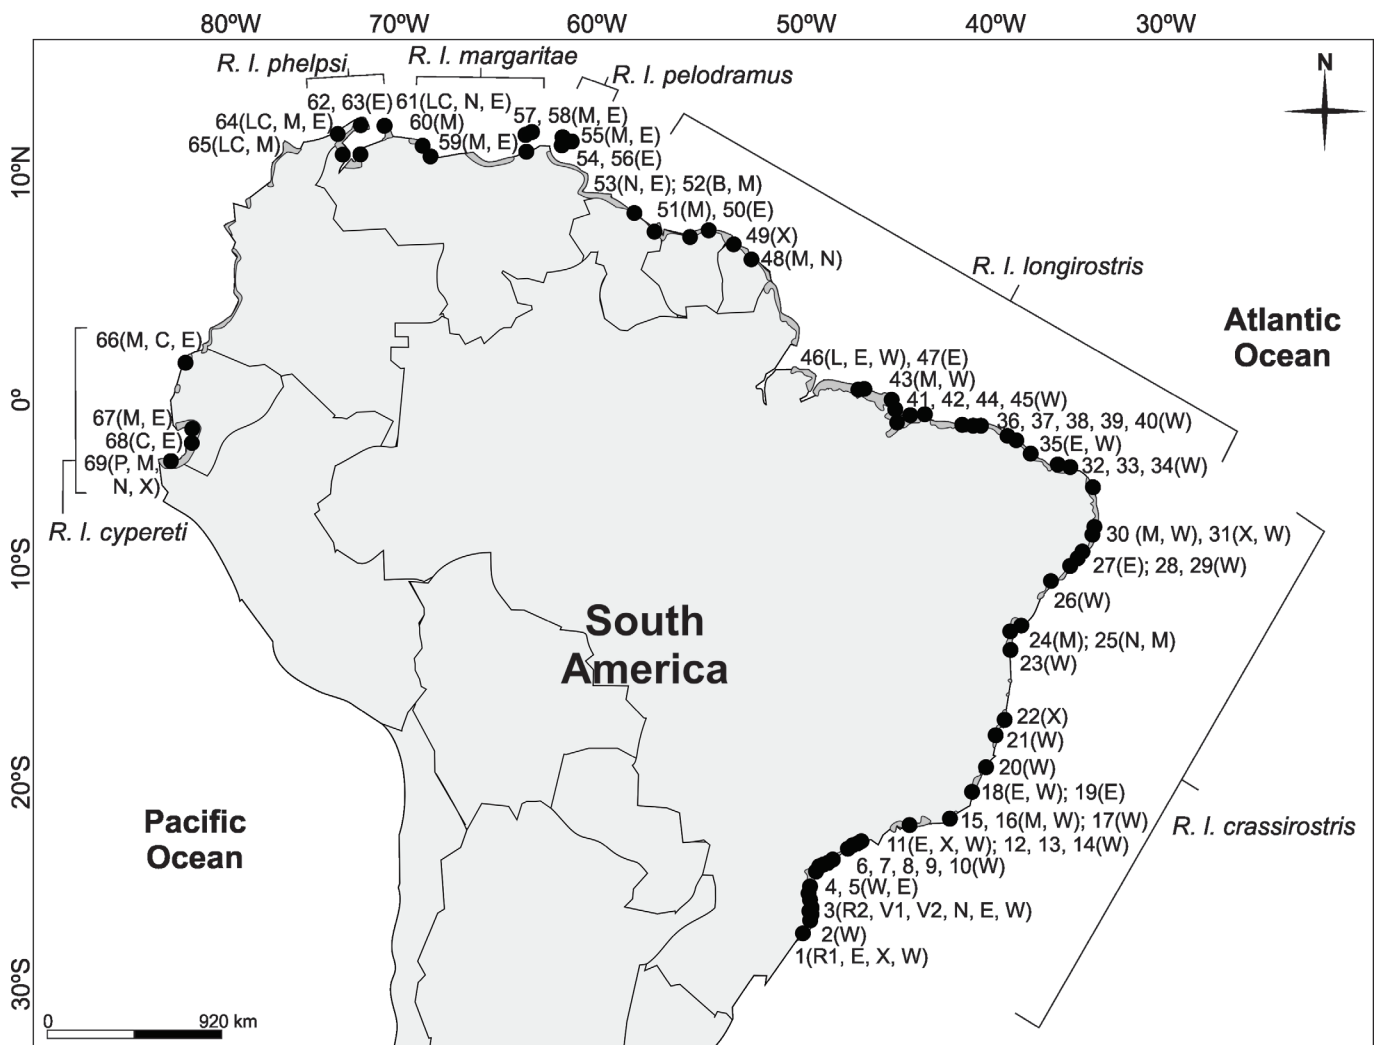 80ºW 70ºW 60ºW 50ºW 40ºW 30ºW
R. l. phelpsi
R. l. margaritae
R. l. pelodramus
N
62, 63(E)
61(LC, N, E)
57, 58(M, E)
64(LC, M, E)
60(M)
55(M, E)
65(LC, M)
59(M, E)
54, 56(E)
10ºN
53(N, E); 52(B, M)
51(M), 50(E)
49(X)
48(M, N)
R. l. longirostris
Atlantic
Ocean
66(M, C, E)
46(L, E, W), 47(E)
43(M, W)
0º
41, 42, 44, 45(W)
67(M, E)
36, 37, 38, 39, 40(W)
68(C, E)
35(E, W)
69(P, M,
N, X)
32, 33, 34(W)
R. l. cypereti
30 (M, W), 31(X, W)
10ºS
27(E); 28, 29(W)
26(W)
South
America
24(M); 25(N, M)
23(W)
22(X)
21(W)
20(W)
20ºS
18(E, W); 19(E)
Pacific
Ocean
15, 16(M, W); 17(W)
R. l. crassirostris
11(E, X, W); 12, 13, 14(W)
6, 7, 8, 9, 10(W)
4, 5(W, E)
3(R2, V1, V2, N, E, W)
2(W)
1(R1, E, X, W)
30ºS
0 920 km